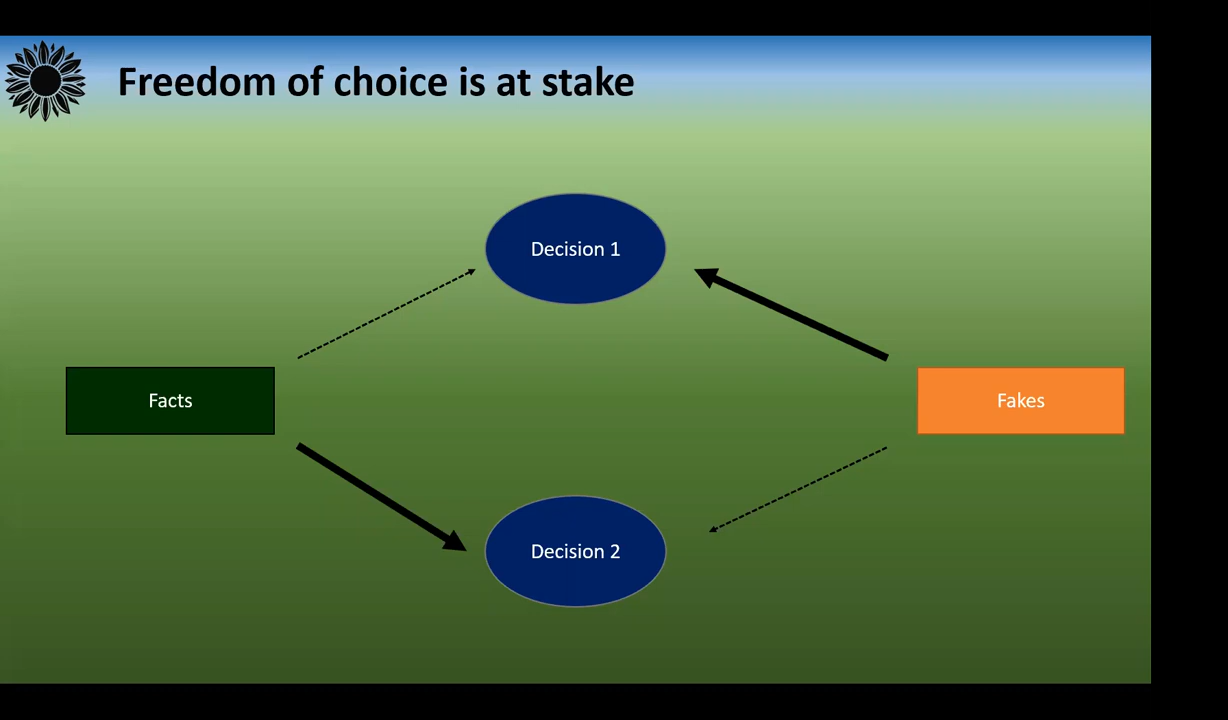 Freedom of choice is at stake
Decision 1
Facts
Fakes
Decision 2